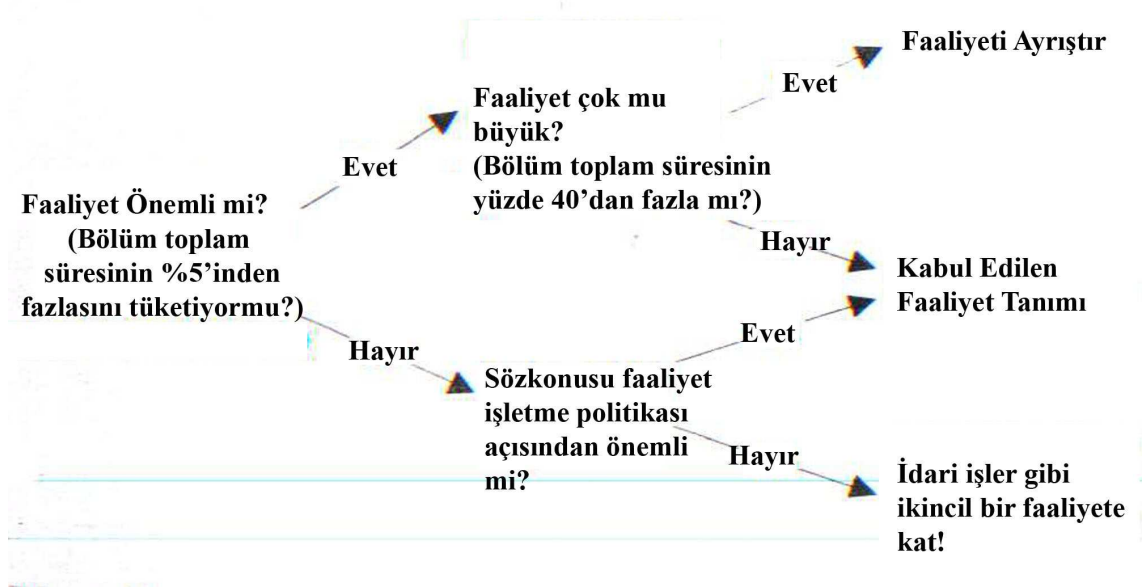 Faaliyet Önemli mi?
(Bölüm toplam
süresinin %5’inden
fazlasını tüketiyormu?)
Evet
Faaliyet çok mu
büyük?
(Bölüm toplam süresinin
yüzde 40’dan fazla mı?)
Evet
Faaliyeti Ayrıştır
Hayır
Kabul Edilen
Faaliyet Tanımı
Hayır
Sözkonusu faaliyet
işletme politikası
açısından önemli
mi?
Evet
Hayır
İdari işler gibi
ikincil bir faaliyete
kat!